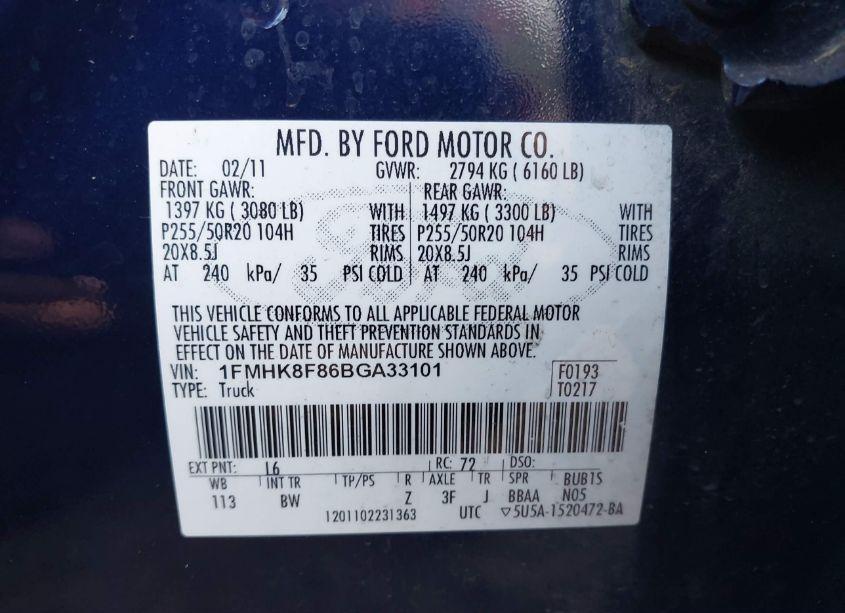 MFD. BY FORD MOTOR CO.
DATE: 02/11 GVWR: 2794 KG ( 6160 LB)
FRONT GAWR: REAR GAWR:
1397 KG ( 3080 LB) WITH 1497 KG ( 3300 LB) WITH
P255/50R20 104H TIRES P255/50R20 104H TIRES
20X8.5J RIMS 20X8.5J RIMS
AT 240 kPa/ 35 PSI COLD AT 240 kPa/ 35 PSI COLD
THIS VEHICLE CONFORMS TO ALL APPLICABLE FEDERAL MOTOR
VEHICLE SAFETY AND THEFT PREVENTION STANDARDS IN
EFFECT ON THE DATE OF MANUFACTURE SHOWN ABOVE.
VIN: 1FMHK8F86BGA33101 F0193
TYPE: Truck T0217
EXT PNT: L6 RC: 72 DSO:
WB INT TR TP/PS R AXLE TR SPR BUB1S
113 BW Z 3F J BBAA N05
1201102231363 UTC ▽5U5A-1520472-BA